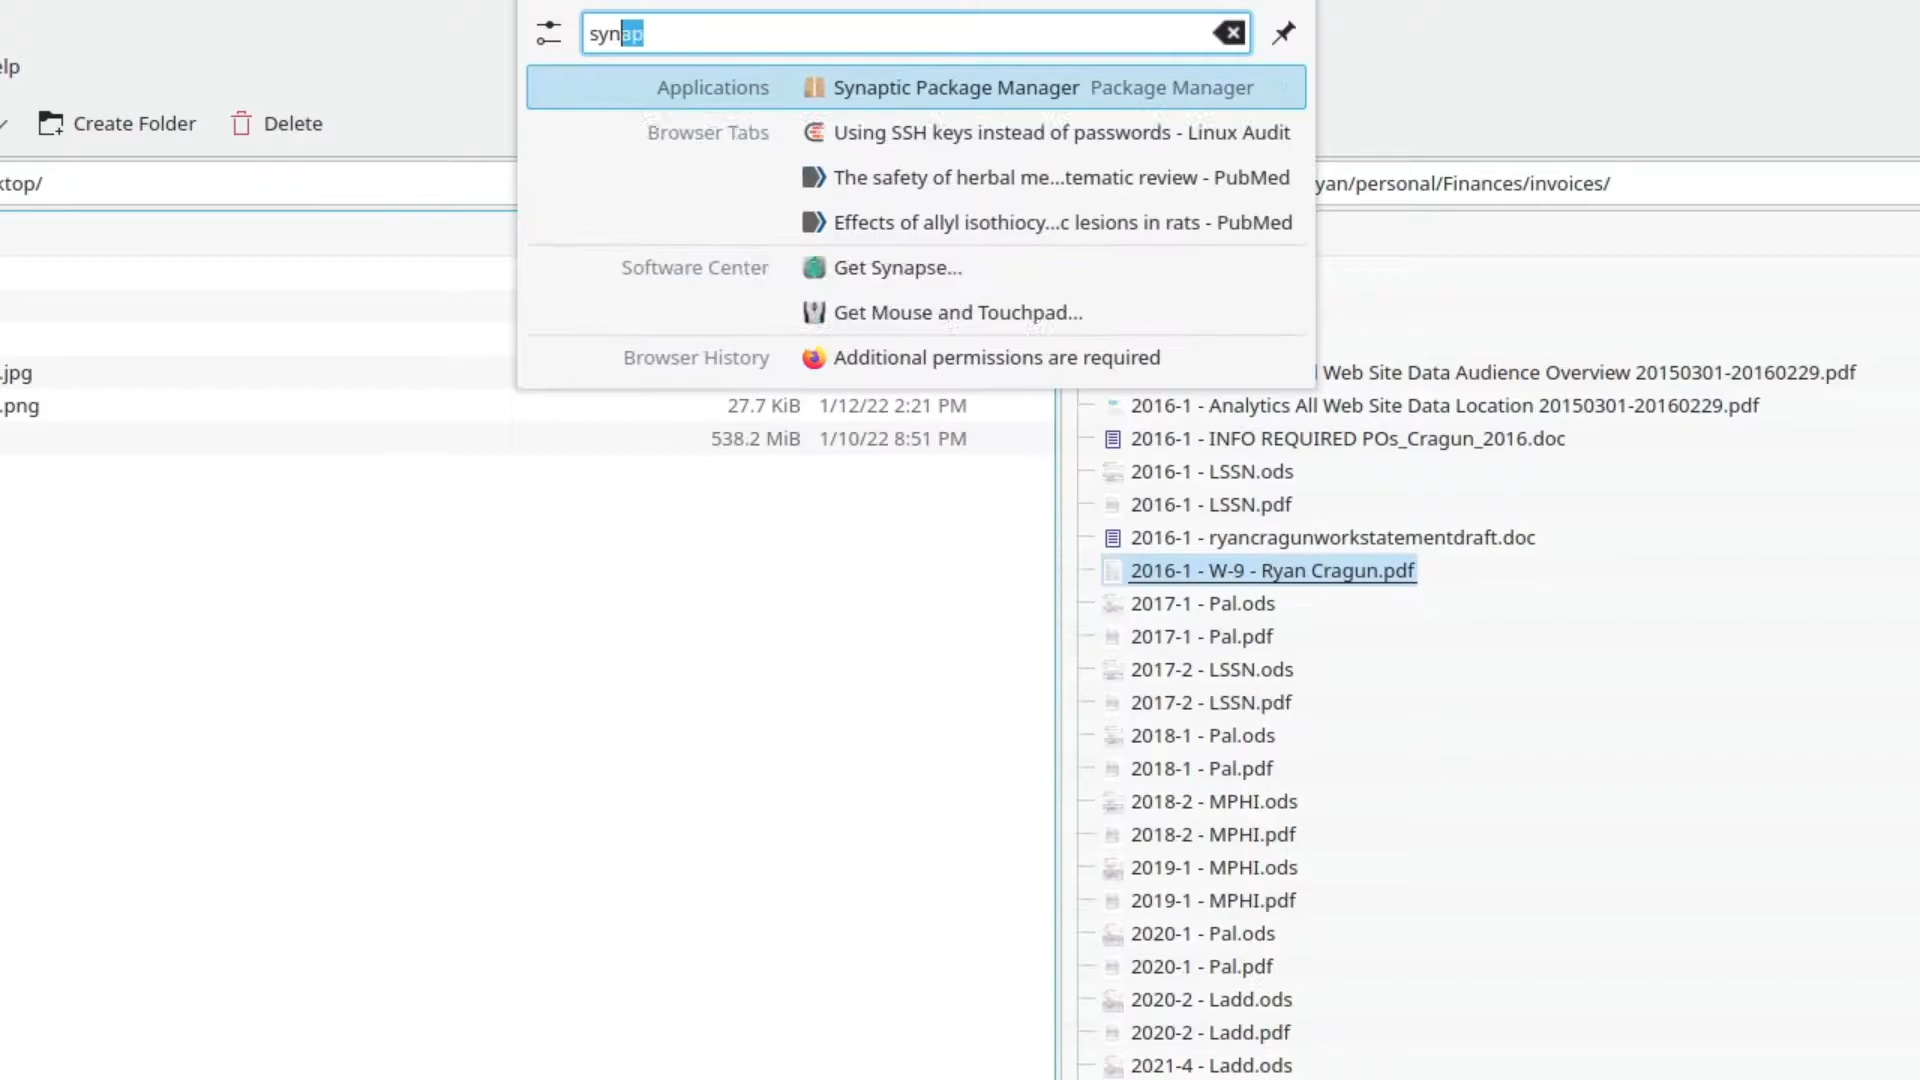 synap
Applications Synaptic Package Manager Package Manager
Browser Tabs Using SSH keys instead of passwords - Linux Audit
The safety of herbal me...tematic review - PubMed
Effects of allyl isothiocy...c lesions in rats - PubMed
Software Center Get Synapse...
Get Mouse and Touchpad...
Browser History Additional permissions are required
elp
Create Folder Delete
ktop/
.jpg
.png 27.7 KiB 1/12/22 2:21 PM
538.2 MiB 1/10/22 8:51 PM
yan/personal/Finances/invoices/
Web Site Data Audience Overview 20150301-20160229.pdf
2016-1 - Analytics All Web Site Data Location 20150301-20160229.pdf
2016-1 - INFO REQUIRED POs_Cragun_2016.doc
2016-1 - LSSN.ods
2016-1 - LSSN.pdf
2016-1 - ryancragunworkstatementdraft.doc
2016-1 - W-9 - Ryan Cragun.pdf
2017-1 - Pal.ods
2017-1 - Pal.pdf
2017-2 - LSSN.ods
2017-2 - LSSN.pdf
2018-1 - Pal.ods
2018-1 - Pal.pdf
2018-2 - MPHI.ods
2018-2 - MPHI.pdf
2019-1 - MPHI.ods
2019-1 - MPHI.pdf
2020-1 - Pal.ods
2020-1 - Pal.pdf
2020-2 - Ladd.ods
2020-2 - Ladd.pdf
2021-4 - Ladd.ods